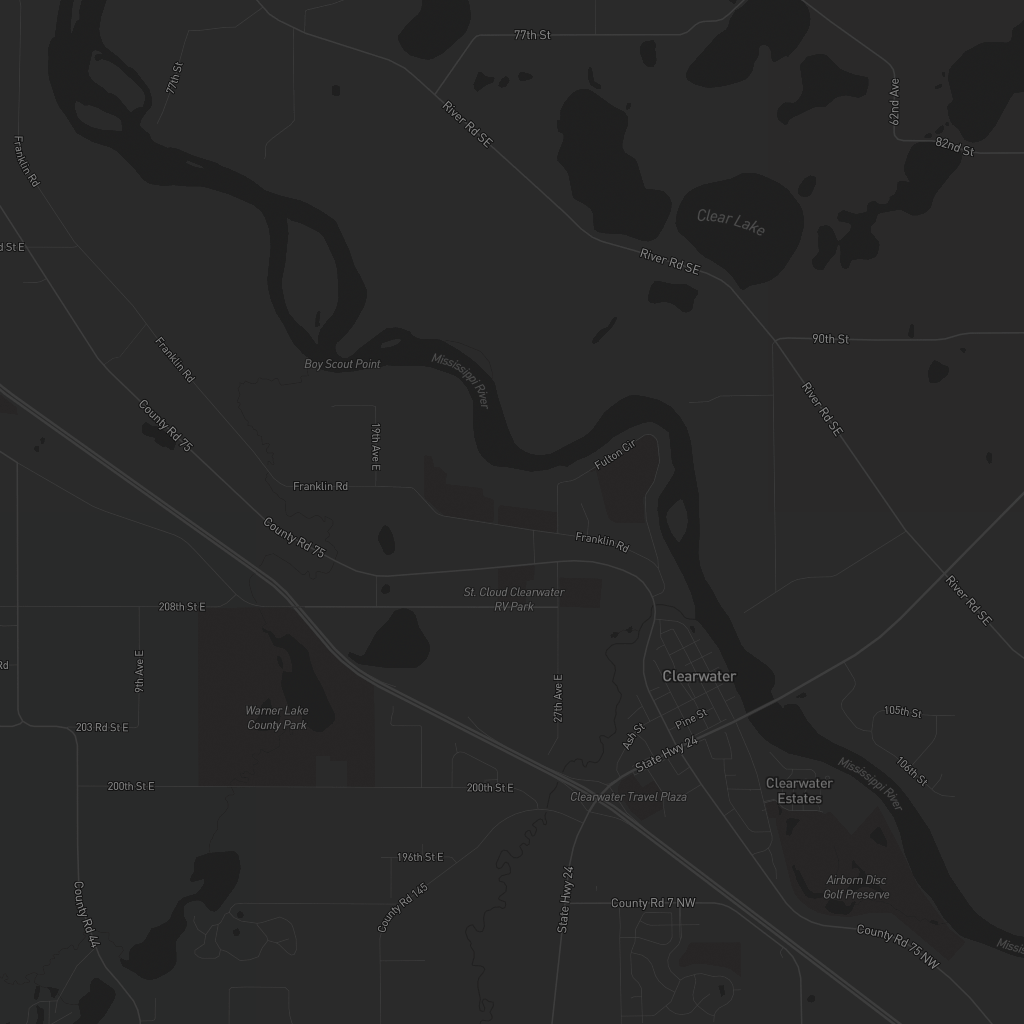 77th St
77th St
62nd Ave
River Rd SE
82nd St
Franklin Rd
Clear Lake
d St E
River Rd SE
90th St
Boy Scout Point
Mississippi River
Franklin Rd
River Rd SE
County Rd 75
19th Ave E
Fulton Cir
Franklin Rd
County Rd 75
Franklin Rd
St. Cloud Clearwater
RV Park
208th St E
River Rd SE
Rd
9th Ave E
Clearwater
27th Ave E
Warner Lake
County Park
203 Rd St E
Ash St
Pine St
105th St
State Hwy 24
106th St
Mississippi River
200th St E
200th St E
Clearwater Travel Plaza
Clearwater
Estates
196th St E
Airborn Disc
Golf Preserve
County Rd 44
County Rd 145
State Hwy 24
County Rd 7 NW
County Rd 75 NW
Missis